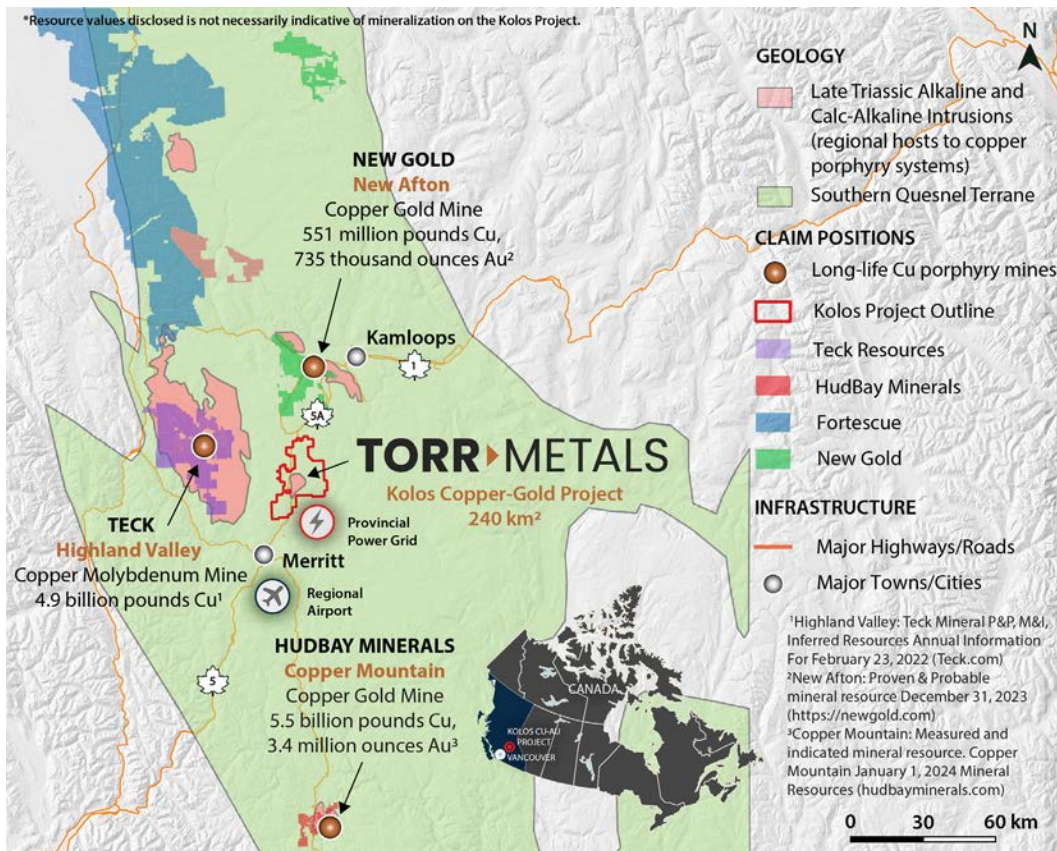 *Resource values disclosed is not necessarily indicative of mineralization on the Kolos Project.
N
GEOLOGY
Late Triassic Alkaline and
Calc-Alkaline Intrusions
(regional hosts to copper
porphyry systems)
Southern Quesnel Terrane
CLAIM POSITIONS
Long-life Cu porphyry mines
Kolos Project Outline
Teck Resources
HudBay Minerals
Fortescue
New Gold
INFRASTRUCTURE
Major Highways/Roads
Major Towns/Cities
¹Highland Valley: Teck Mineral P&P, M&I,
Inferred Resources Annual Information
For February 23, 2022 (Teck.com)
²New Afton: Proven & Probable
mineral resource December 31, 2023
(https://newgold.com)
³Copper Mountain: Measured and
indicated mineral resource. Copper
Mountain January 1, 2024 Mineral
Resources (hudbayminerals.com)
0 30 60 km
NEW GOLD
New Afton
Copper Gold Mine
551 million pounds Cu,
735 thousand ounces Au²
Kamloops
1
5A
TORR METALS
Kolos Copper-Gold Project
240 km²
Provincial
Power Grid
TECK
Highland Valley
Copper Molybdenum Mine
4.9 billion pounds Cu¹
Merritt
Regional
Airport
5
HUDBAY MINERALS
Copper Mountain
Copper Gold Mine
5.5 billion pounds Cu,
3.4 million ounces Au³
CANADA
KOLOS CU-AU
PROJECT
VANCOUVER